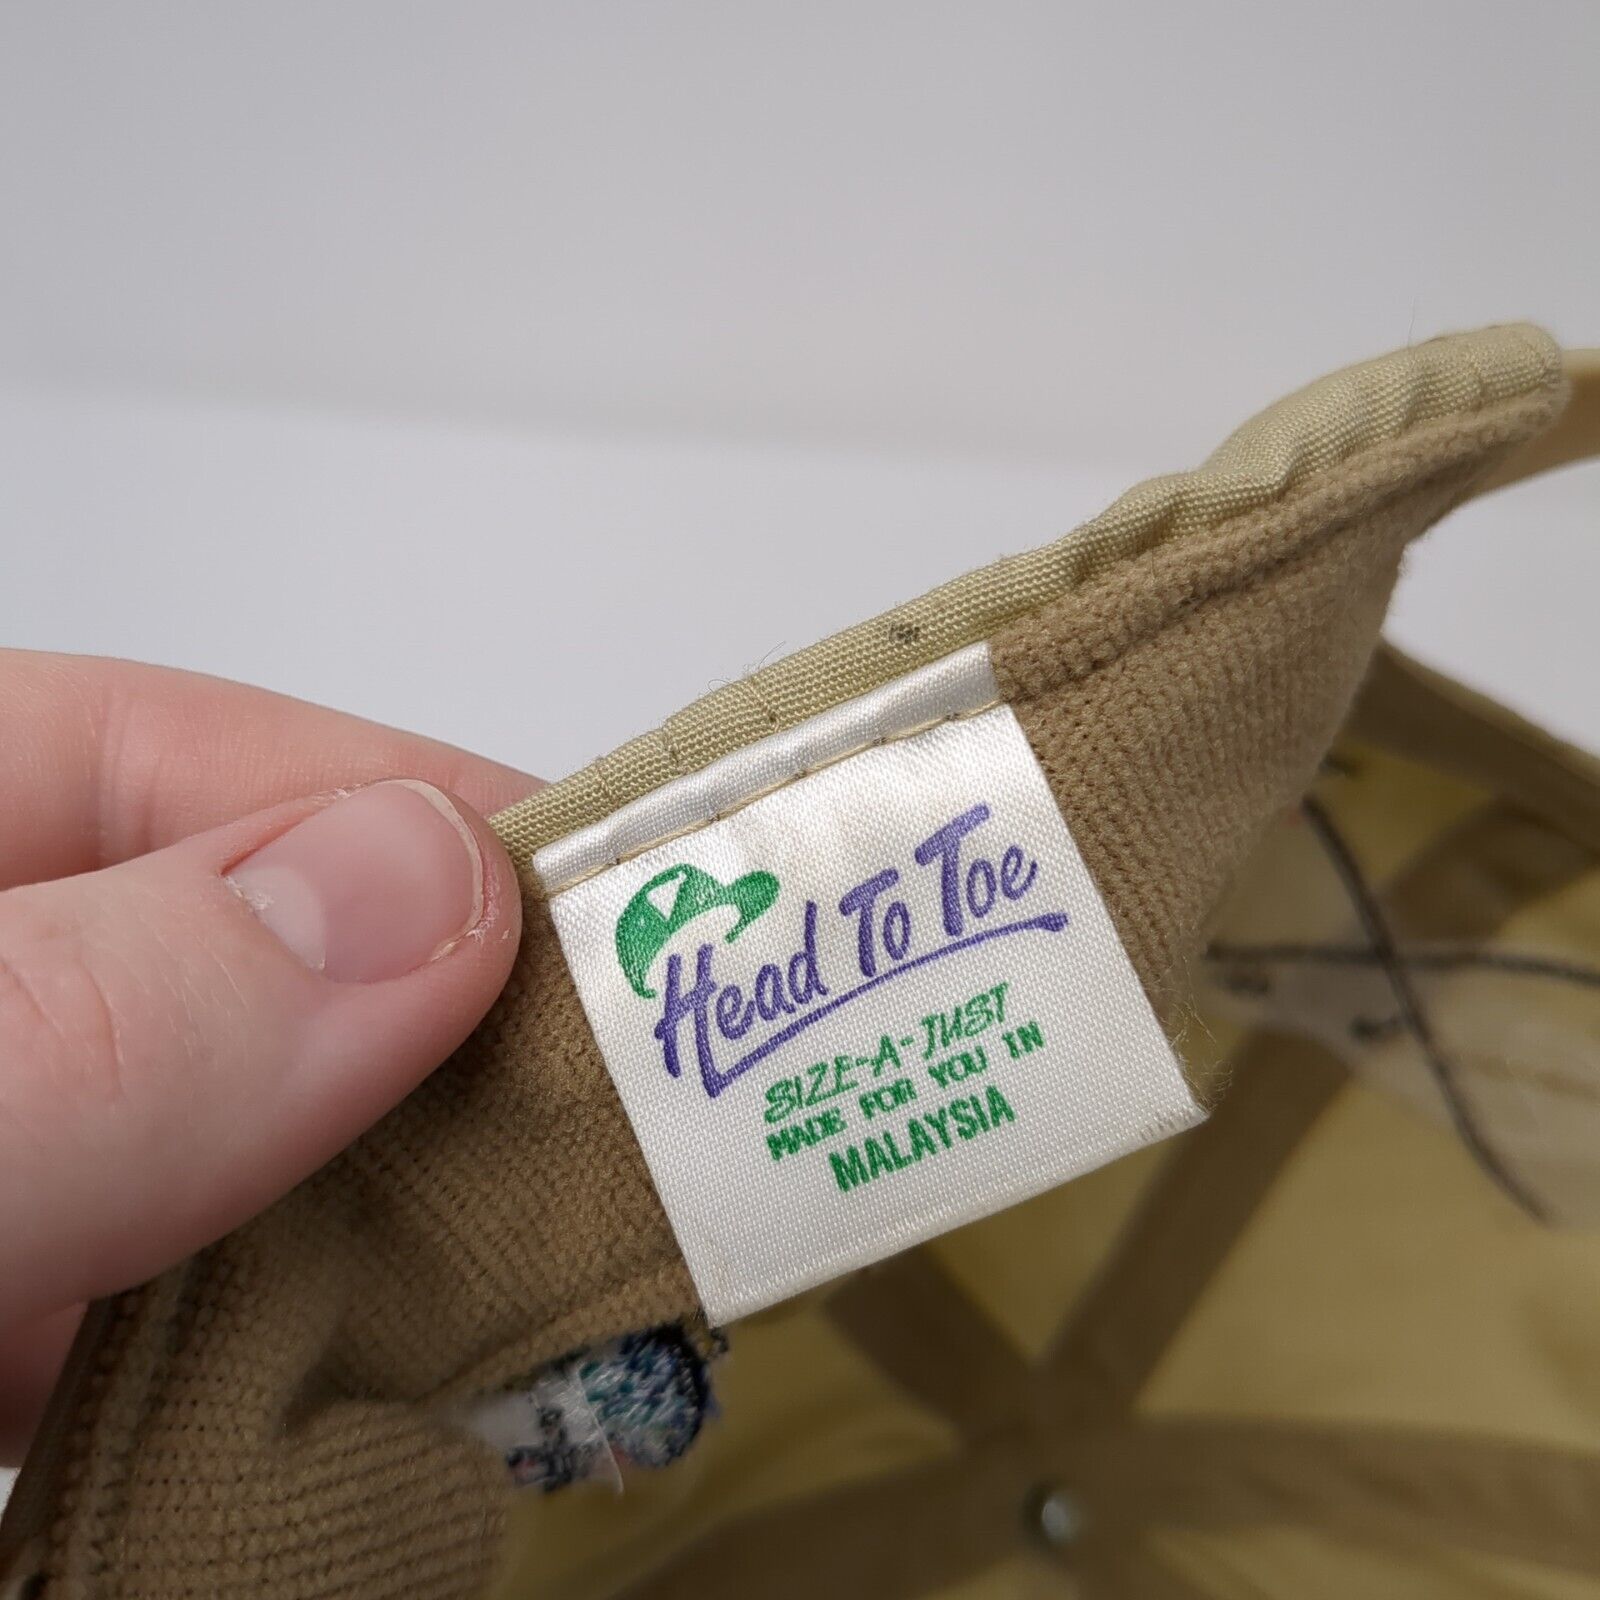 Head To Toe
SIZE-A-JUST
MADE FOR YOU IN
MALAYSIA